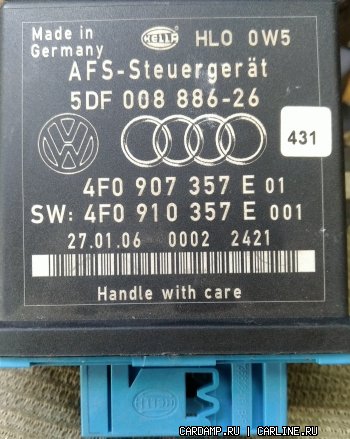 Made in
Germany
HELLA
HLO 0W5
AFS-Steuergerät
5DF 008 886-26
431
4F0 907 357 E 01
SW: 4F0 910 357 E 001
27.01.06 0002 2421
Handle with care
HELLA
CARDAMP.RU | CARLINE.RU